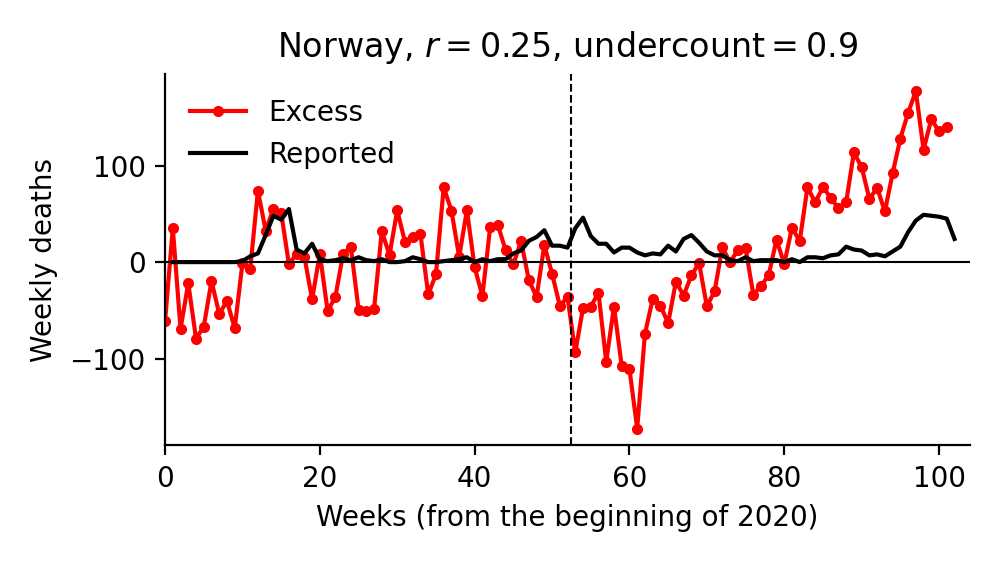 Norway, r = 0.25, undercount = 0.9
Excess
Reported
Weekly deaths
100
0
−100
0 20 40 60 80 100
Weeks (from the beginning of 2020)